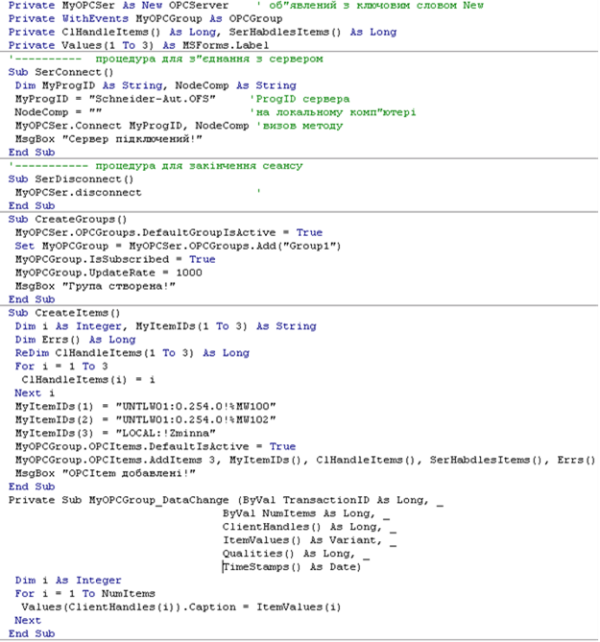 Private MyOPCSer As New OPCServer    ' об"явлений з ключовим словом New
Private WithEvents MyOPCGroup As OPCGroup
Private ClHandleItems() As Long, SerHabdlesItems() As Long
Private Values(1 To 3) As MSForms.Label
'---------- процедура для з"єднання з сервером
Sub SerConnect()
Dim MyProgID As String, NodeComp As String
MyProgID = "Schneider-Aut.OFS"    'ProgID сервера
NodeComp = ""    'на локальному комп"ютері
MyOPCSer.Connect MyProgID, NodeComp 'визов методу
MsgBox "Сервер підключений!"
End Sub
'----------- процедура для закінчення сеансу
Sub SerDisconnect()
MyOPCSer.disconnect    '
End Sub
Sub CreateGroups()
MyOPCSer.OPCGroups.DefaultGroupIsActive = True
Set MyOPCGroup = MyOPCSer.OPCGroups.Add("Group1")
MyOPCGroup.IsSubscribed = True
MyOPCGroup.UpdateRate = 1000
MsgBox "Група створена!"
End Sub
Sub CreateItems()
Dim i As Integer, MyItemIDs(1 To 3) As String
Dim Errs() As Long
ReDim ClHandleItems(1 To 3) As Long
For i = 1 To 3
ClHandleItems(i) = i
Next i
MyItemIDs(1) = "UNTLW01:0.254.0!%MW100"
MyItemIDs(2) = "UNTLW01:0.254.0!%MW102"
MyItemIDs(3) = "LOCAL:!Zminna"
MyOPCGroup.OPCItems.DefaultIsActive = True
MyOPCGroup.OPCItems.AddItems 3, MyItemIDs(), ClHandleItems(), SerHabdlesItems(), Errs()
MsgBox "OPCItem добавлені!"
End Sub
Private Sub MyOPCGroup_DataChange (ByVal TransactionID As Long, _
ByVal NumItems As Long, _
ClientHandles() As Long, _
ItemValues() As Variant, _
Qualities() As Long, _
TimeStamps() As Date)
Dim i As Integer
For i = 1 To NumItems
Values(ClientHandles(i)).Caption = ItemValues(i)
Next
End Sub